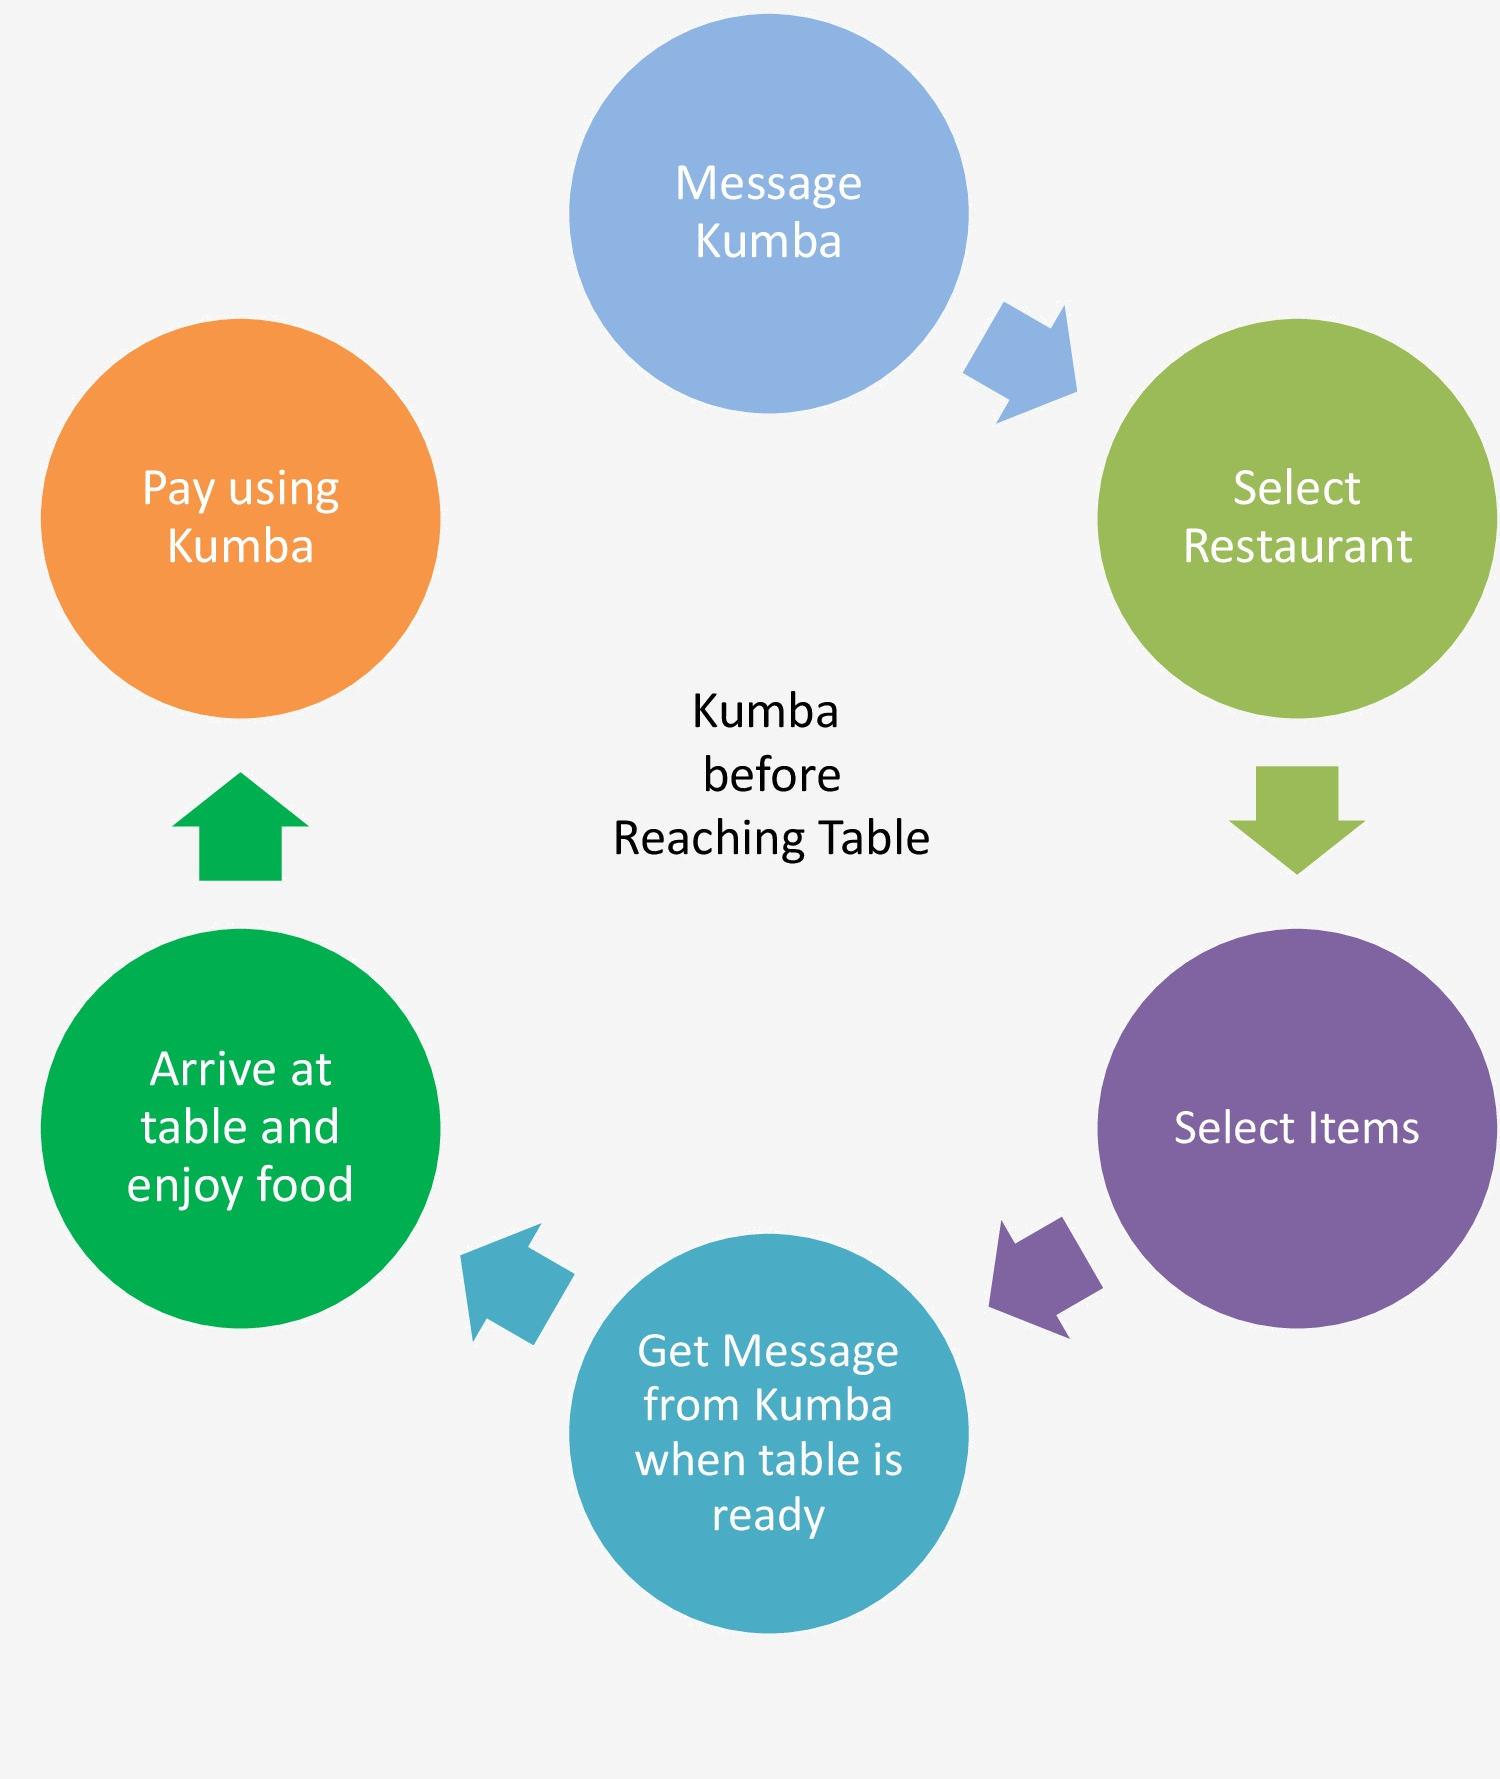 Message
Kumba
Select
Restaurant
Select Items
Get Message
from Kumba
when table is
ready
Arrive at
table and
enjoy food
Pay using
Kumba
Kumba
before
Reaching Table